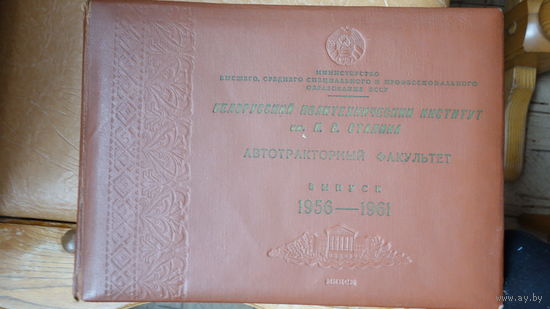 МИНИСТЕРСТВО
ВЫСШЕГО, СРЕДНЕГО СПЕЦИАЛЬНОГО И ПРОФЕССИОНАЛЬНОГО
ОБРАЗОВАНИЯ БССР
БЕЛОРУССКИЙ ПОЛИТЕХНИЧЕСКИЙ ИНСТИТУТ
им. И. В. СТАЛИНА
АВТОТРАКТОРНЫЙ ФАКУЛЬТЕТ
ВЫПУСК
1956—1961
МИНСК
www.ay.by